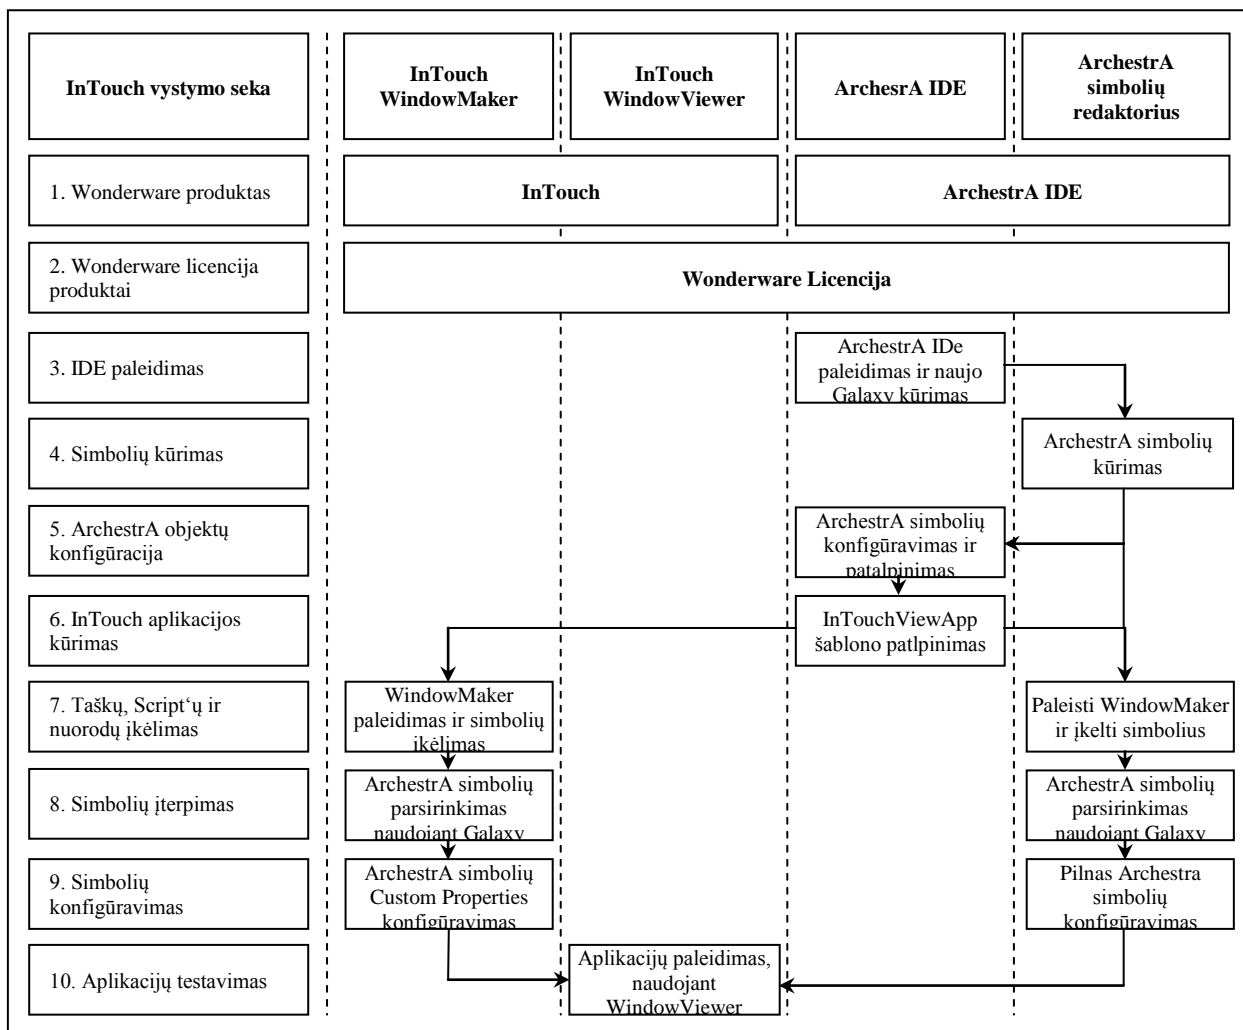 InTouch vystymo seka
InTouch
WindowMaker
InTouch
WindowViewer
ArchesrA IDE
ArchestrA
simbolių
redaktorius
1. Wonderware produktas
InTouch
ArchestrA IDE
2. Wonderware licencija
produktai
Wonderware Licencija
3. IDE paleidimas
ArchestrA IDe
paleidimas ir naujo
Galaxy kūrimas
4. Simbolių kūrimas
ArchestrA simbolių
kūrimas
5. ArchestrA objektų
konfigūracija
ArchestrA simbolių
konfigūravimas ir
patalpinimas
6. InTouch aplikacijos
kūrimas
InTouchViewApp
šablono patlpinimas
7. Taškų, Script‘ų ir
nuorodų įkėlimas
WindowMaker
paleidimas ir simbolių
įkėlimas
Paleisti WindowMaker
ir įkelti simbolius
8. Simbolių įterpimas
ArchestrA simbolių
parsirinkimas
naudojant Galaxy
ArchestrA simbolių
parsirinkimas
naudojant Galaxy
9. Simbolių
konfigūravimas
ArchestrA simbolių
Custom Properties
konfigūravimas
Pilnas Archestra
simbolių
konfigūravimas
10. Aplikacijų testavimas
Aplikacijų paleidimas,
naudojant
WindowViewer